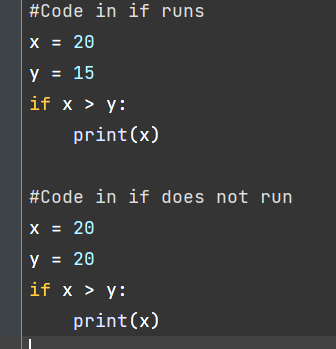 #Code in if runs
x = 20
y = 15
if x > y:
    print(x)

#Code in if does not run
x = 20
y = 20
if x > y:
    print(x)